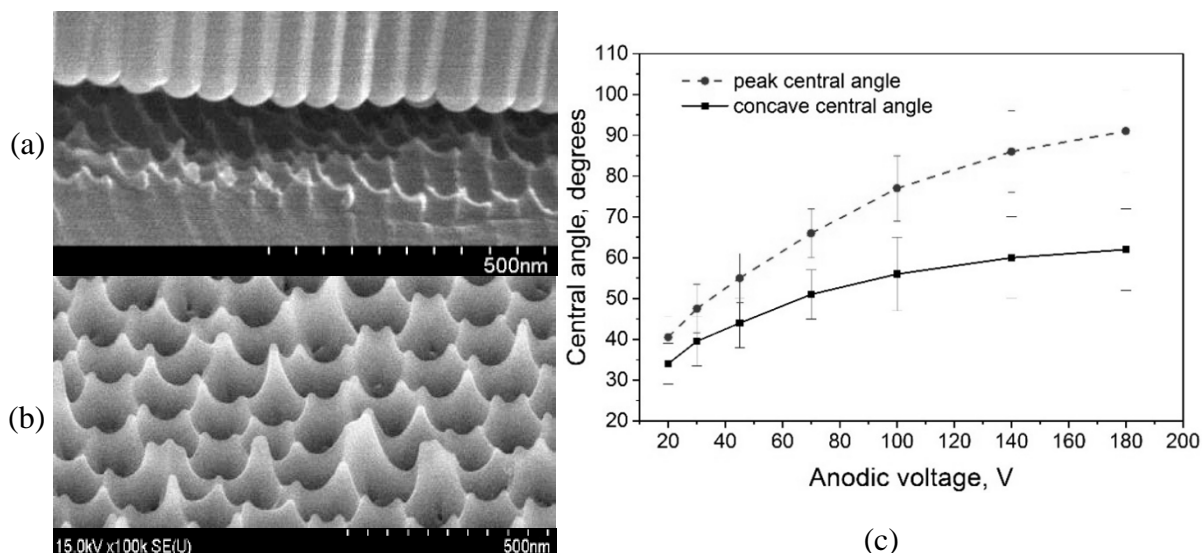 (a)
500nm
(b)
15.0kV x100k SE(U)
500nm
(c)
peak central angle
concave central angle
Central angle, degrees
110
100
90
80
70
60
50
40
30
20
20 40 60 80 100 120 140 160 180 200
Anodic voltage, V
(c)